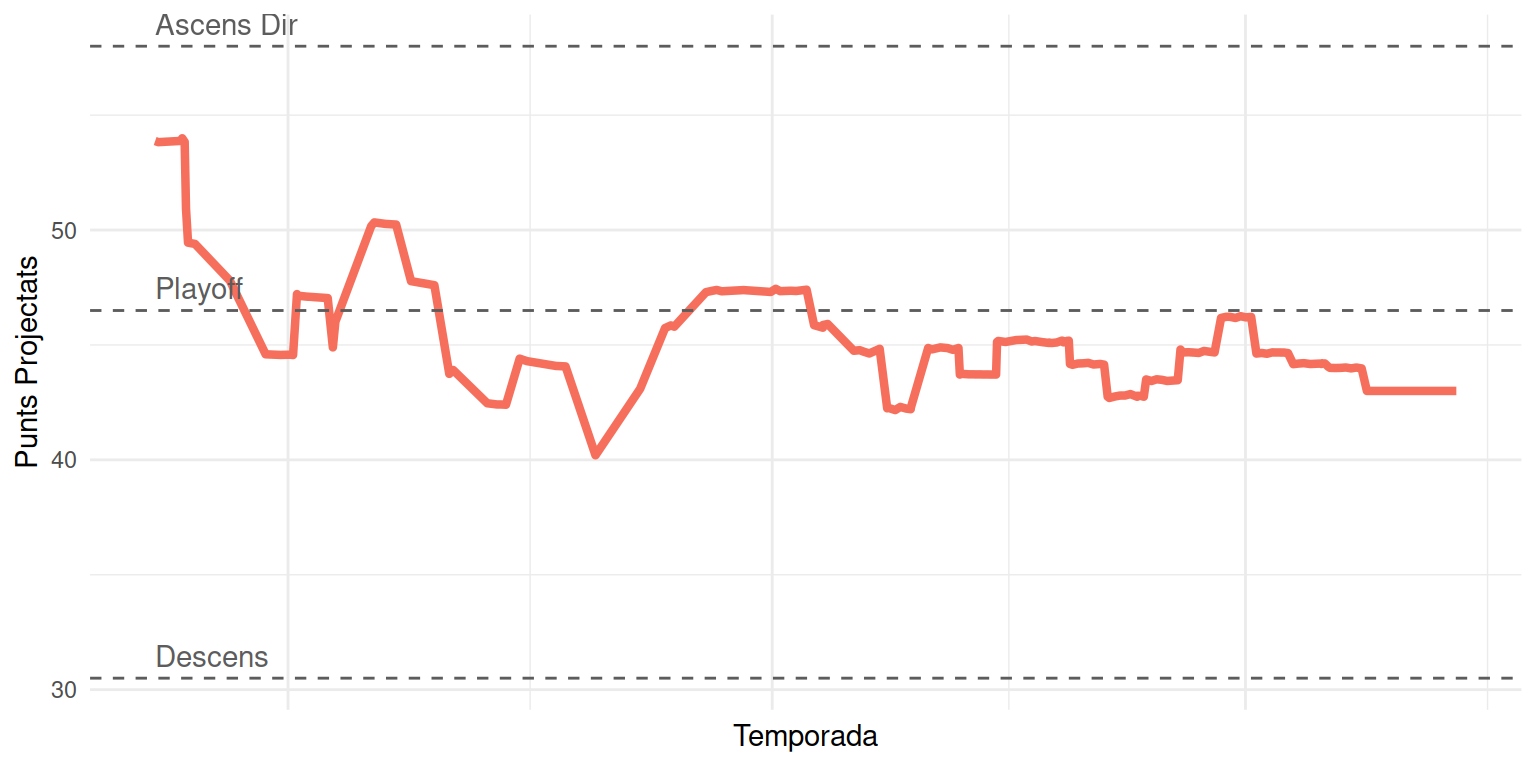 Ascens Dir
50
Playoff
Punts Projectats
40
Descens
30
Temporada